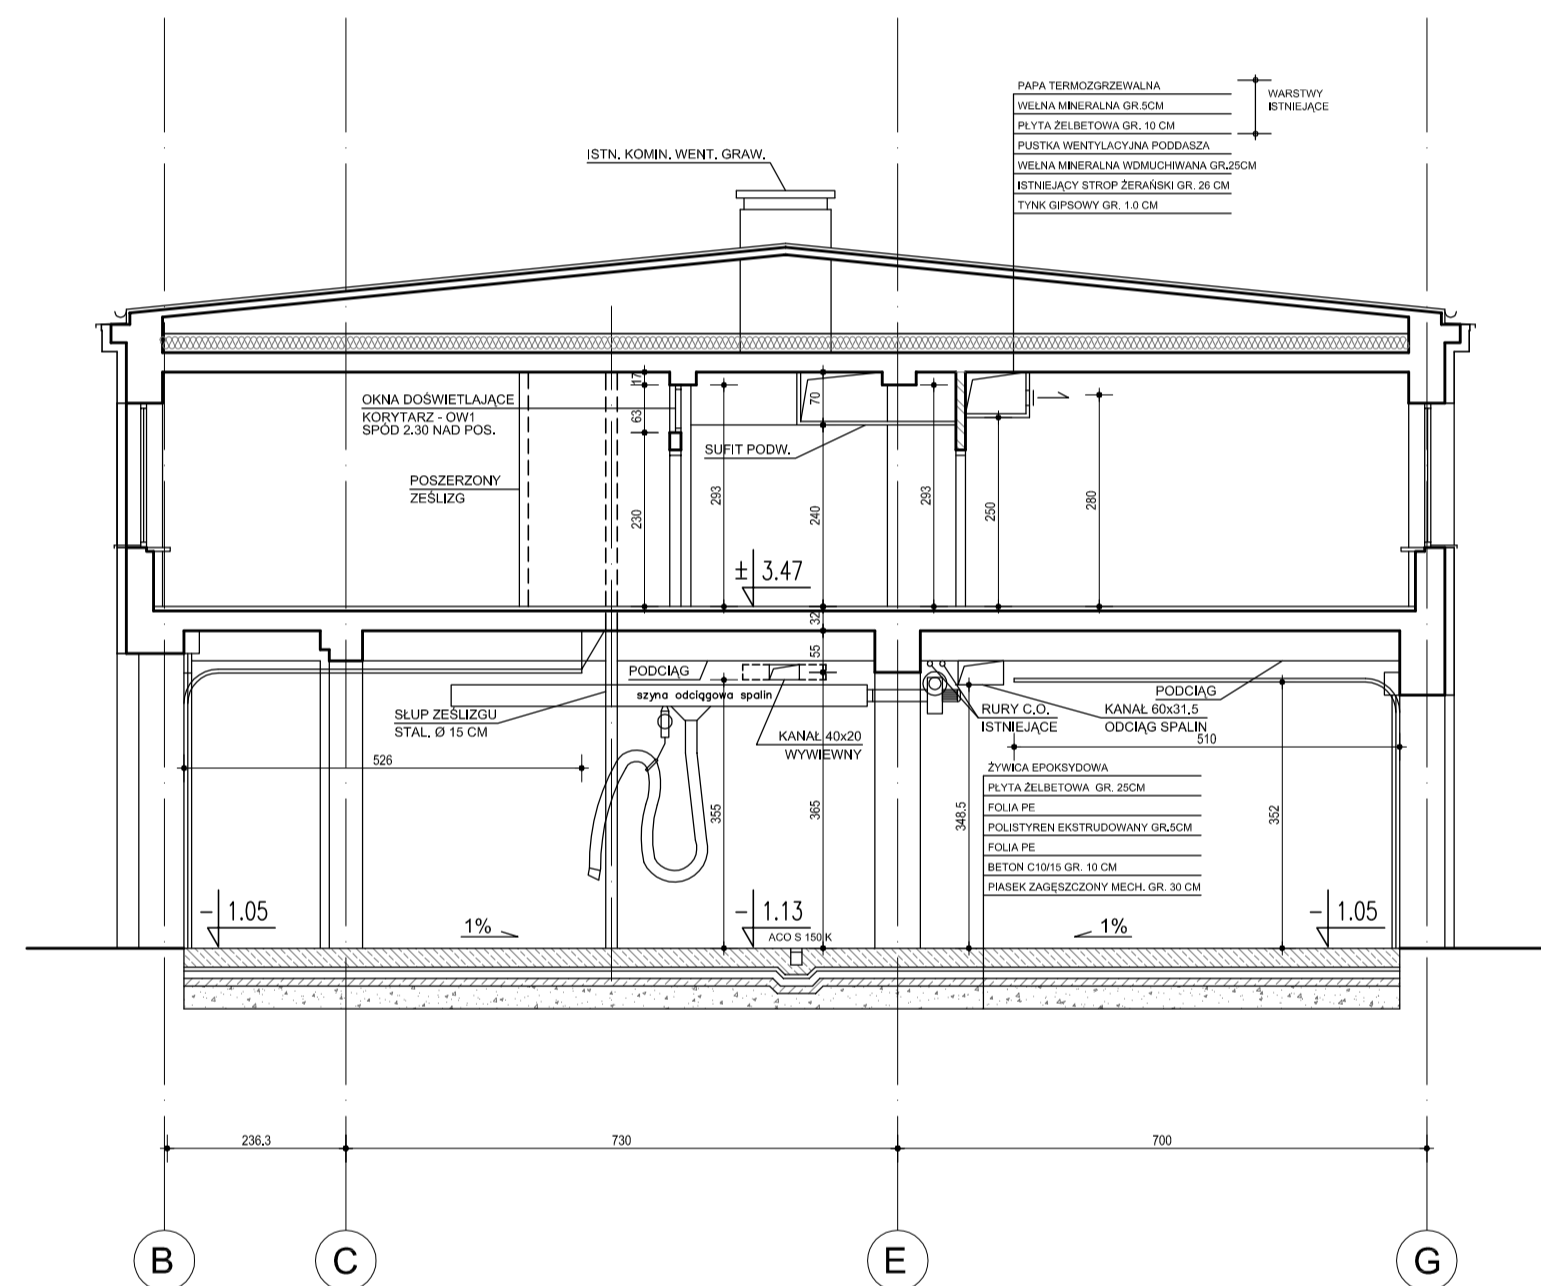 PAPA TERMOZGRZEWALNA
WEŁNA MINERALNA GR.5CM
PŁYTA ŻELBETOWA GR. 10 CM
PUSTKA WENTYLACYJNA PODDASZA
WEŁNA MINERALNA WDMUCHIWANA GR.25CM
ISTNIEJĄCY STROP ŻERAŃSKI GR. 26 CM
TYNK GIPSOWY GR. 1.0 CM
WARSTWY
ISTNIEJĄCE
ISTN. KOMIN. WENT. GRAW.
OKNA DOŚWIETLAJĄCE
KORYTARZ - OW1
SPÓD 2.30 NAD POS.
POSZERZONY
ZEŚLIZG
17
63
230
293
70
240
SUFIT PODW.
293
250
280
± 3.47
32
55
PODCIĄG
szyna odciągowa spalin
SŁUP ZEŚLIZGU
STAL. Ø 15 CM
KANAŁ 40x20
WYWIEWNY
RURY C.O.
ISTNIEJĄCE
PODCIĄG
KANAŁ 60x31.5
ODCIĄG SPALIN
510
526
355
365
348.5
352
ŻYWICA EPOKSYDOWA
PŁYTA ŻELBETOWA GR. 25CM
FOLIA PE
POLISTYREN EKSTRUDOWANY GR.5CM
FOLIA PE
BETON C10/15 GR. 10 CM
PIASEK ZAGĘSZCZONY MECH. GR. 30 CM
- 1.05
1%
- 1.13
ACO S 150 K
1%
- 1.05
236.3
730
700
B
C
E
G